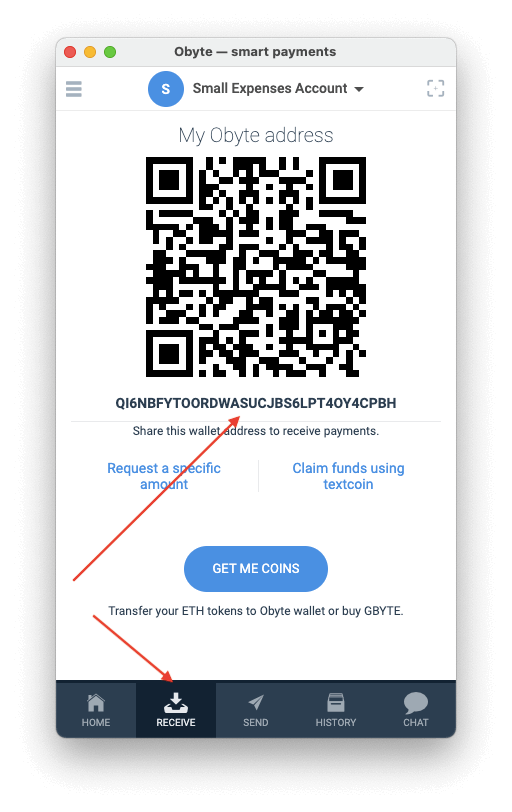 Obyte — smart payments
S Small Expenses Account
My Obyte address
QI6NBFYTOORDWASUCJBS6LPT4OY4CPBH
Share this wallet address to receive payments.
Request a specific
amount
Claim funds using
textcoin
GET ME COINS
Transfer your ETH tokens to Obyte wallet or buy GBYTE.
HOME RECEIVE SEND HISTORY CHAT